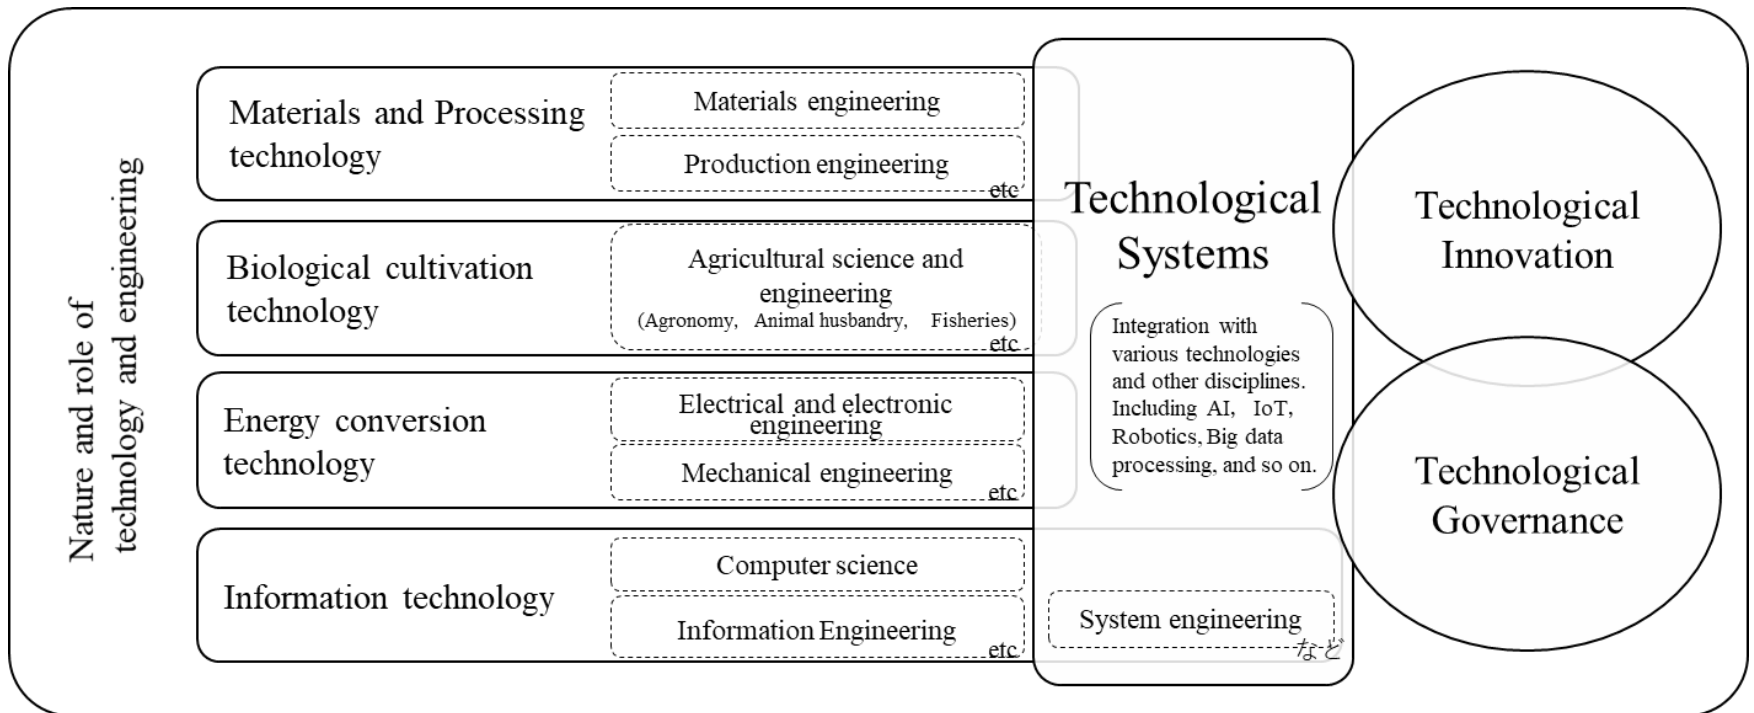 Nature and role of
technology and engineering
Materials and Processing
technology
Materials engineering
Production engineering
etc
Biological cultivation
technology
Agricultural science and
engineering
(Agronomy, Animal husbandry, Fisheries)
etc
Energy conversion
technology
Electrical and electronic
engineering
Mechanical engineering
etc
Information technology
Computer science
Information Engineering
etc
Technological
Systems
Integration with
various technologies
and other disciplines.
Including AI, IoT,
Robotics, Big data
processing, and so on.
System engineering
など
Technological
Innovation
Technological
Governance